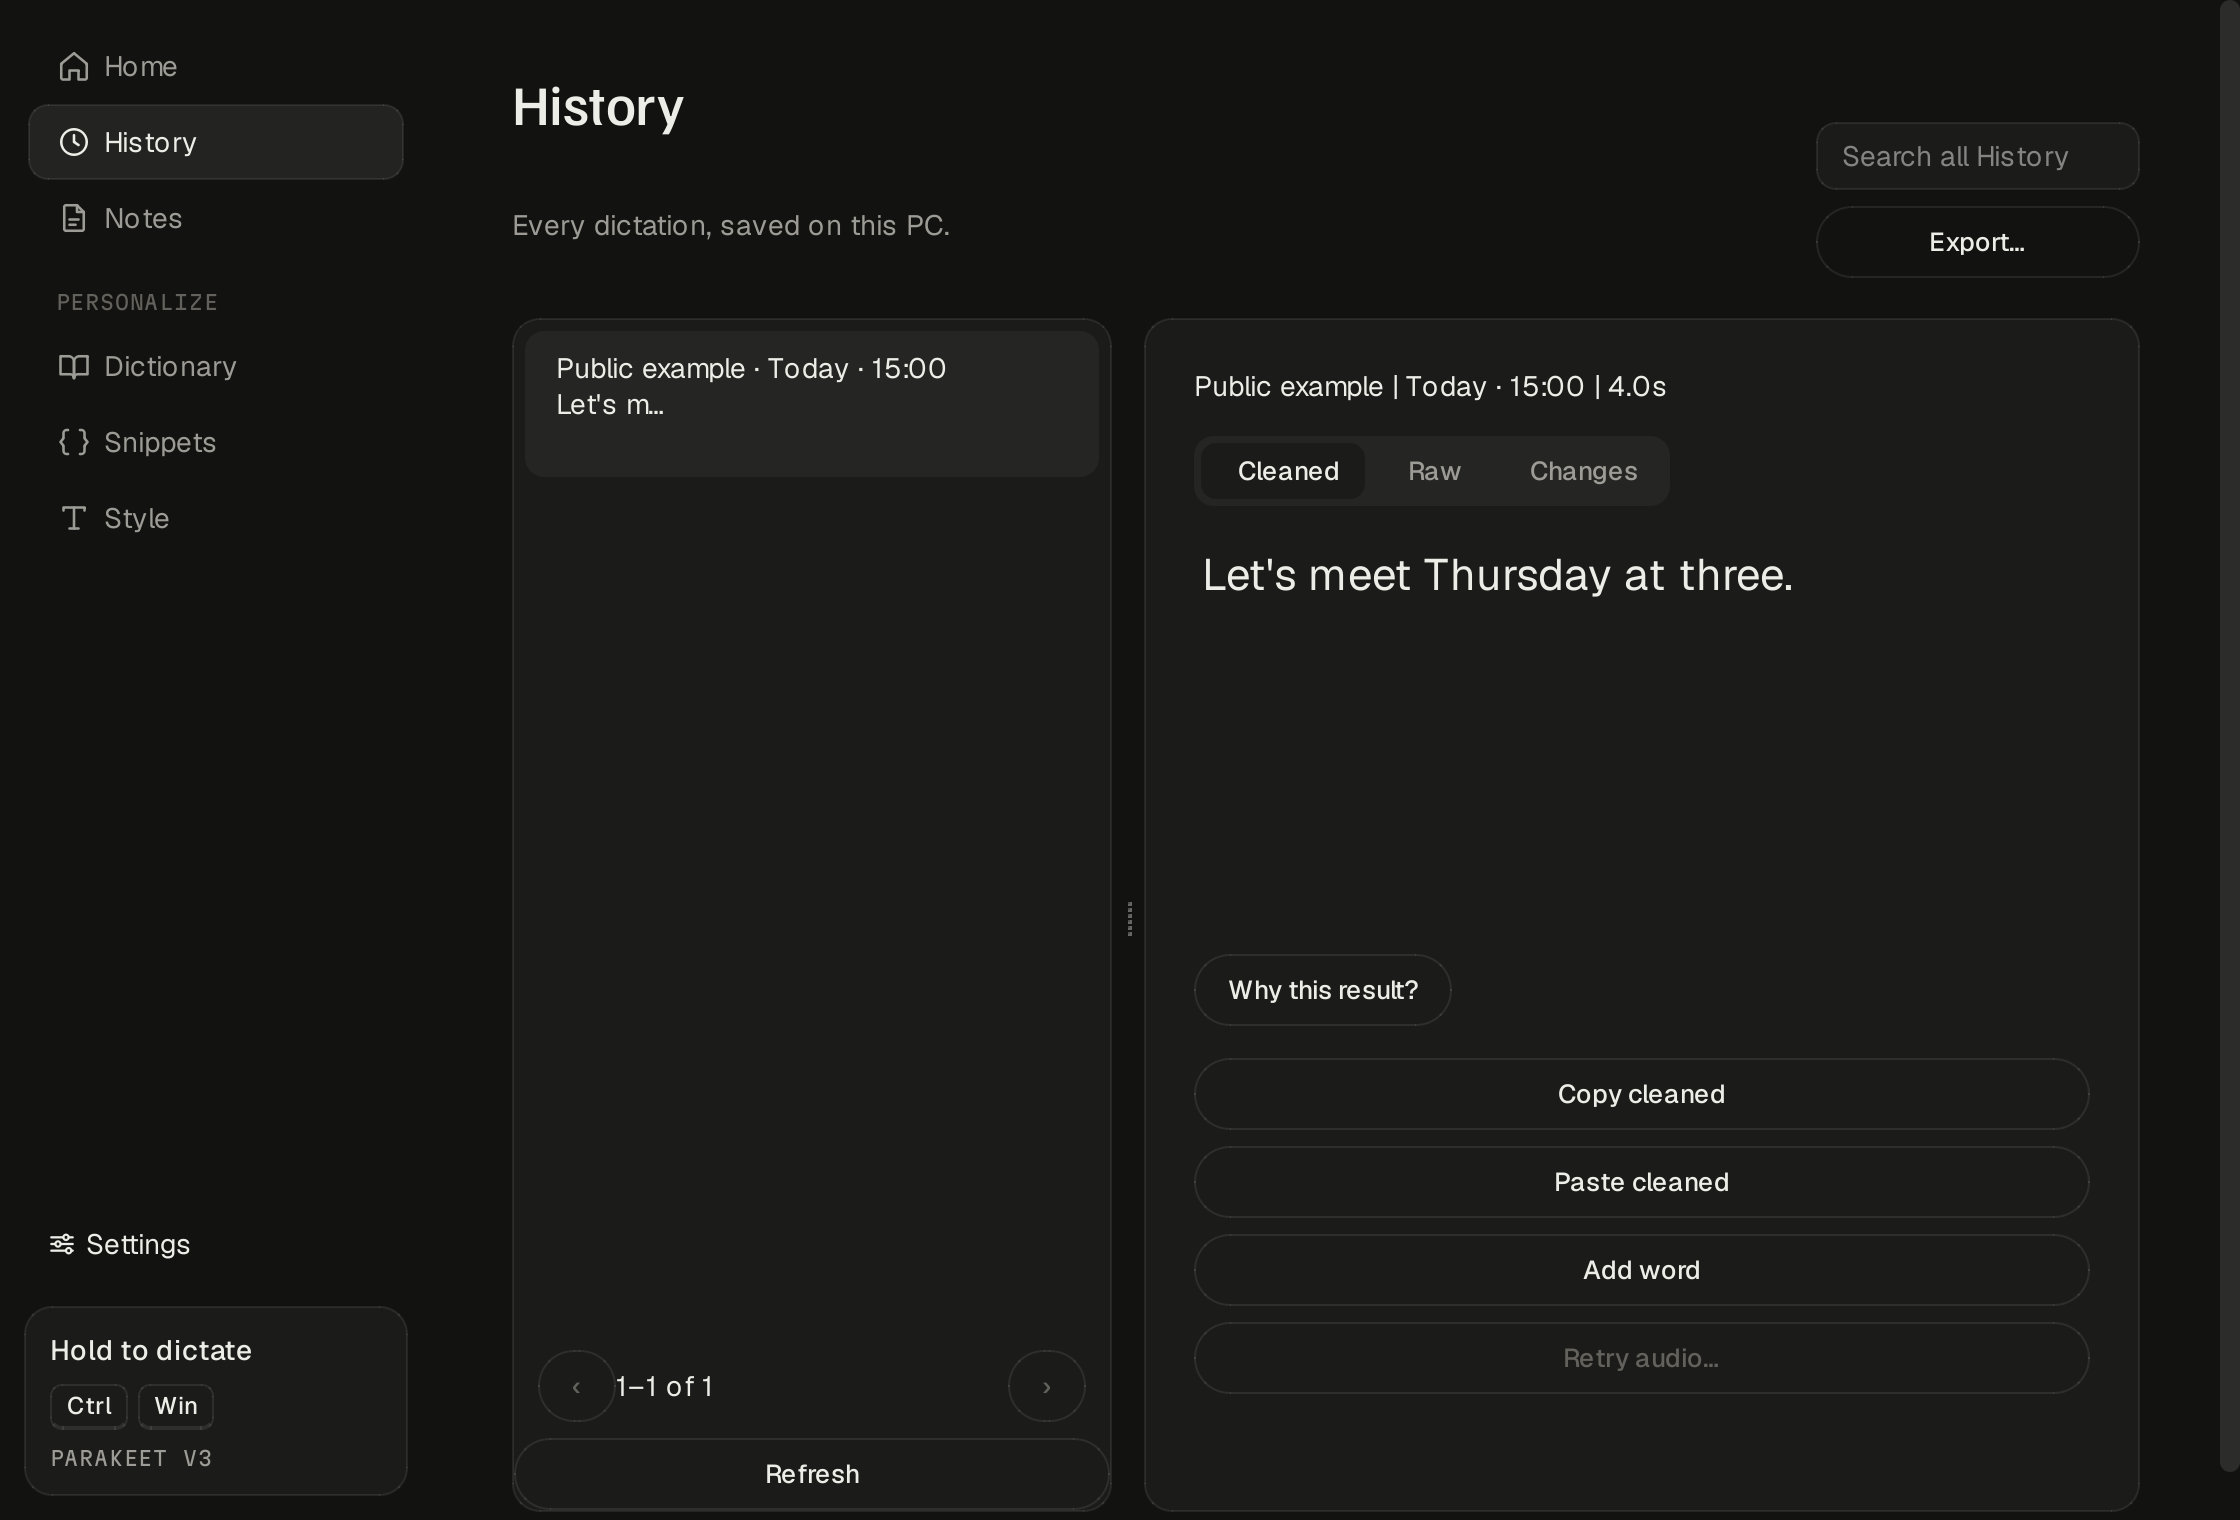 Home
History
Notes
PERSONALIZE
Dictionary
Snippets
Style
Settings
Hold to dictate
Ctrl Win
PARAKEET V3
History
Every dictation, saved on this PC.
Search all History
Export...
Public example · Today · 15:00
Let's m...
‹ 1–1 of 1 ›
Refresh
Public example | Today · 15:00 | 4.0s
Cleaned Raw Changes
Let's meet Thursday at three.
Why this result?
Copy cleaned
Paste cleaned
Add word
Retry audio...